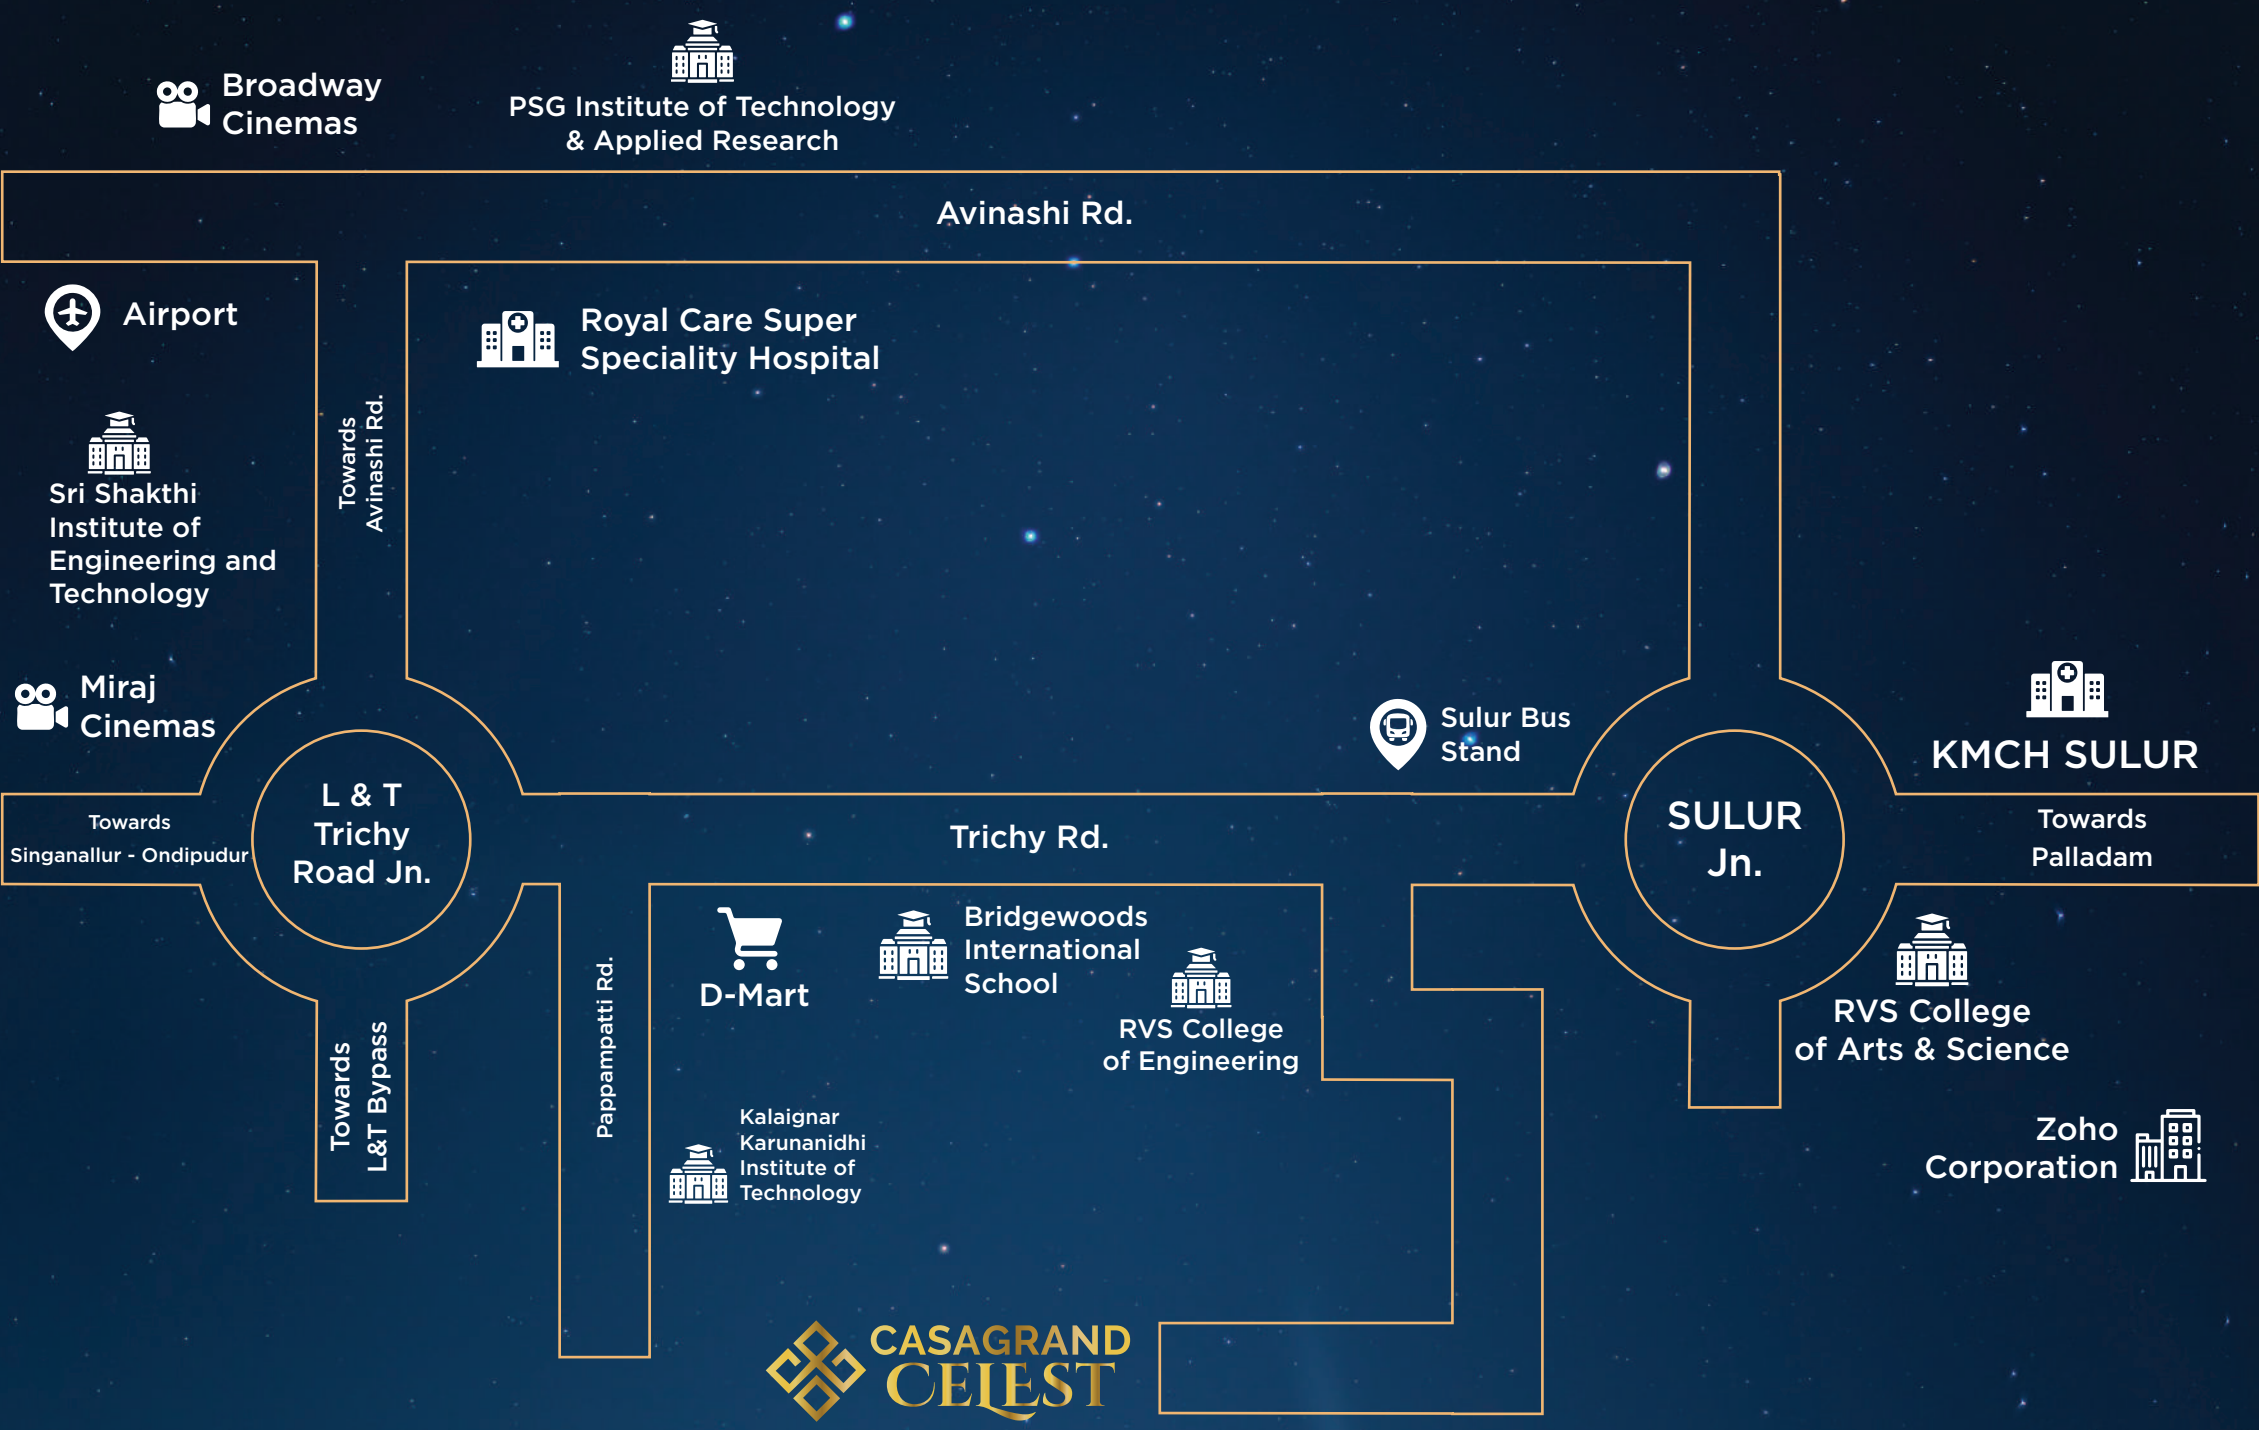 Broadway
Cinemas
PSG Institute of Technology
& Applied Research
Avinashi Rd.
Airport
Royal Care Super
Speciality Hospital
Towards
Avinashi Rd.
Sri Shakthi
Institute of
Engineering and
Technology
Miraj
Cinemas
Sulur Bus
Stand
KMCH SULUR
Towards
Singanallur - Ondipudur
L & T
Trichy
Road Jn.
Trichy Rd.
SULUR
Jn.
Towards
Palladam
D-Mart
Bridgewoods
International
School
RVS College
of Engineering
RVS College
of Arts & Science
Towards
L&T Bypass
Pappampatti Rd.
Kalaignar
Karunanidhi
Institute of
Technology
Zoho
Corporation
CASAGRAND
CELEST